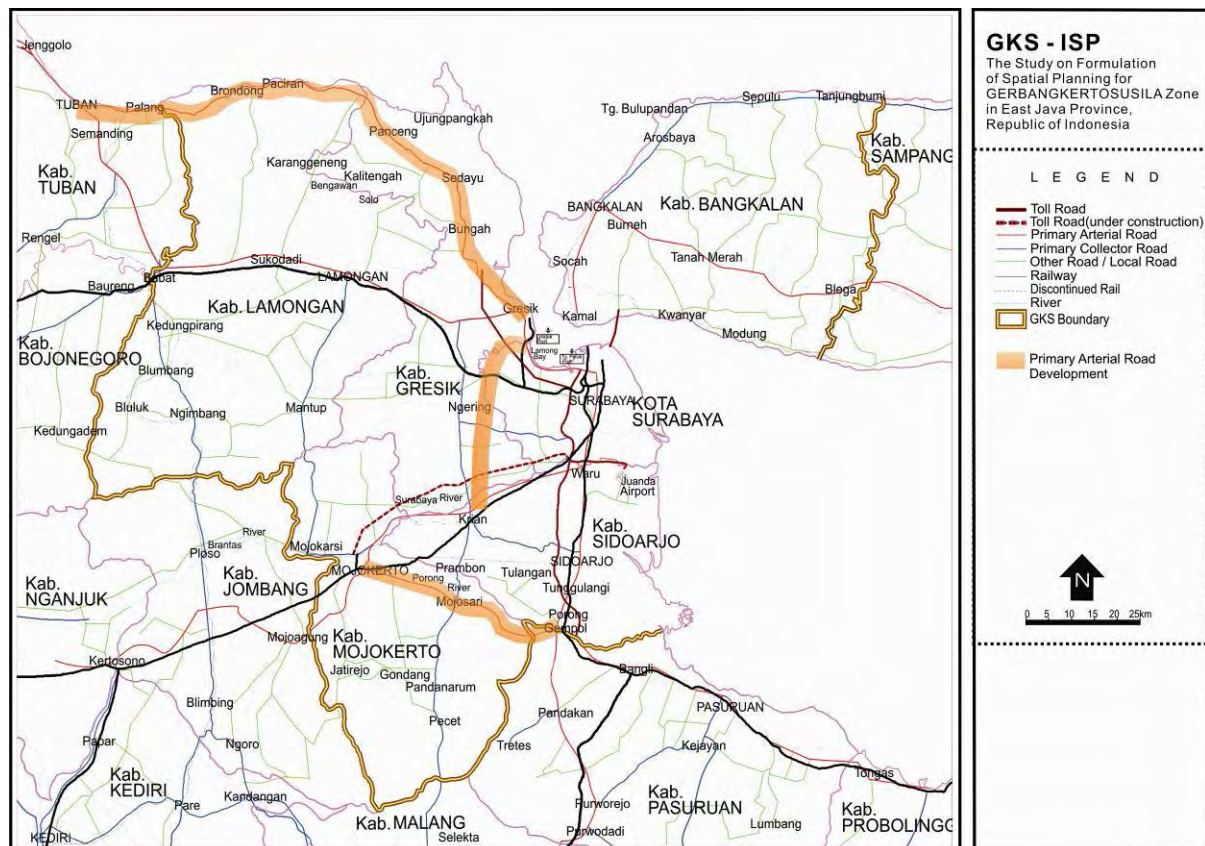 Jenggolo
TUBAN
Palang
Brondong
Paciran
Semanding
Panceng
Ujungpangkah
Tg. Bulupandan
Sepulu
Tanjungbumi
Arosbaya
Kab.
SAMPANG
Kab.
TUBAN
Karanggeneng
Kalitengah
Bengawan
Solo
Sedayu
BANGKALAN
Kab. BANGKALAN
Burneh
Rengel
Bungah
Socah
Tanah Merah
Sukodadi
Babat
LAMONGAN
Baureng
Blega
Kab. LAMONGAN
Gresik
Kamal
Kwanyar
Modung
Kedungpirang
Kab.
BOJONEGORO
Lamong
Bay
Blumbang
Kab.
GRESIK
Bluluk
Ngimbang
Mantup
Ngering
SURABAYA
KOTA
SURABAYA
Kedungadem
Waru
Juanda
Airport
Surabaya River
Krian
Kab.
SIDOARJO
River
Brantas
Ploso
Mojokarsi
MOJOKERTO
Prambon
SIDOARJO
Tulangan
Porong
River
Tunggulangi
Kab.
JOMBANG
Kab.
NGANJUK
Mojosari
Porong
Gempol
Mojoagung
Kab.
MOJOKERTO
Kertosono
Jatirejo
Gondang
Pandanarum
Bangli
Blimbing
Pecet
Pandakan
PASURUAN
Papar
Ngoro
Tretes
Kejayan
Tongas
Kab.
KEDIRI
Pare
Kandangan
Purworejo
Kab.
PASURUAN
KEDIRI
Kab. MALANG
Selekta
Purwodadi
Lumbang
Kab.
PROBOLINGG
GKS - ISP
The Study on Formulation
of Spatial Planning for
GERBANGKERTOSUSILA Zone
in East Java Province,
Republic of Indonesia
LEGEND
Toll Road
Toll Road(under construction)
Primary Arterial Road
Primary Collector Road
Other Road / Local Road
Railway
Discontinued Rail
River
GKS Boundary
Primary Arterial Road
Development
N
0 5 10 15 20 25km